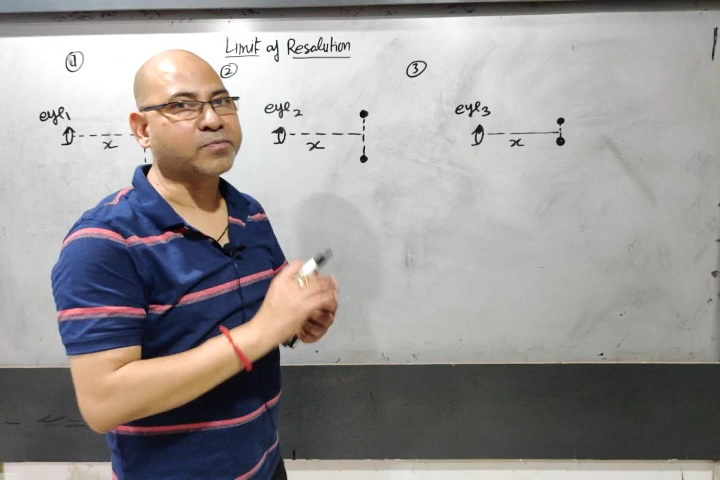 Limit of Resolution
① ② ③
eye₁ eye₂ eye₃
x x x